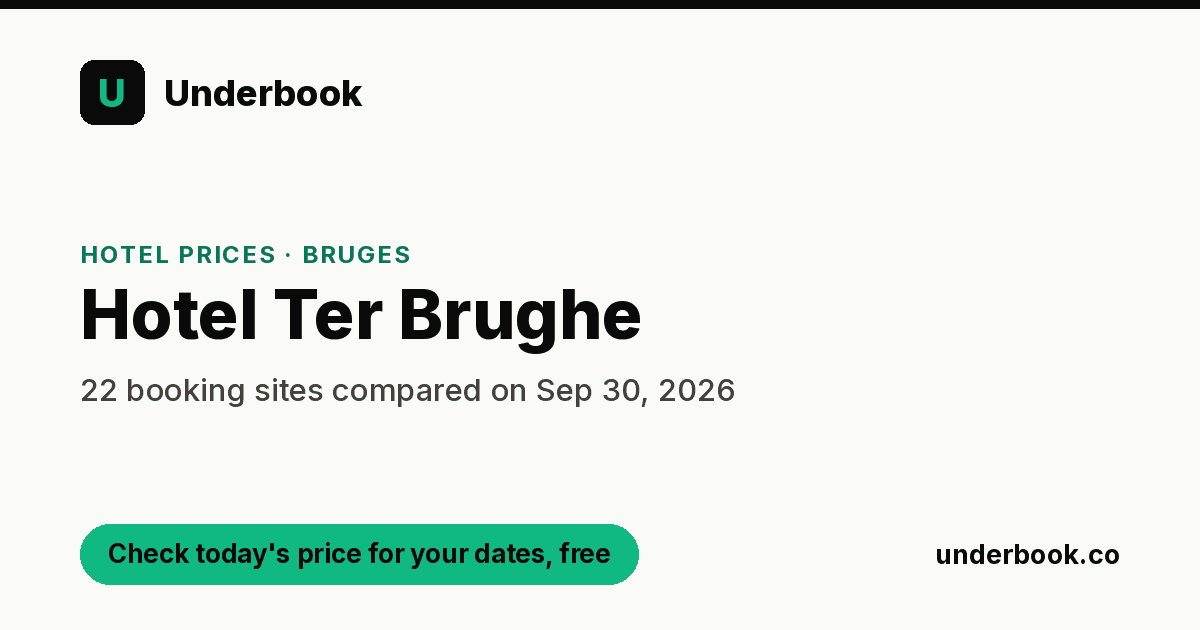 U Underbook
HOTEL PRICES · BRUGES
Hotel Ter Brughe
22 booking sites compared on Sep 30, 2026
Check today's price for your dates, free
underbook.co